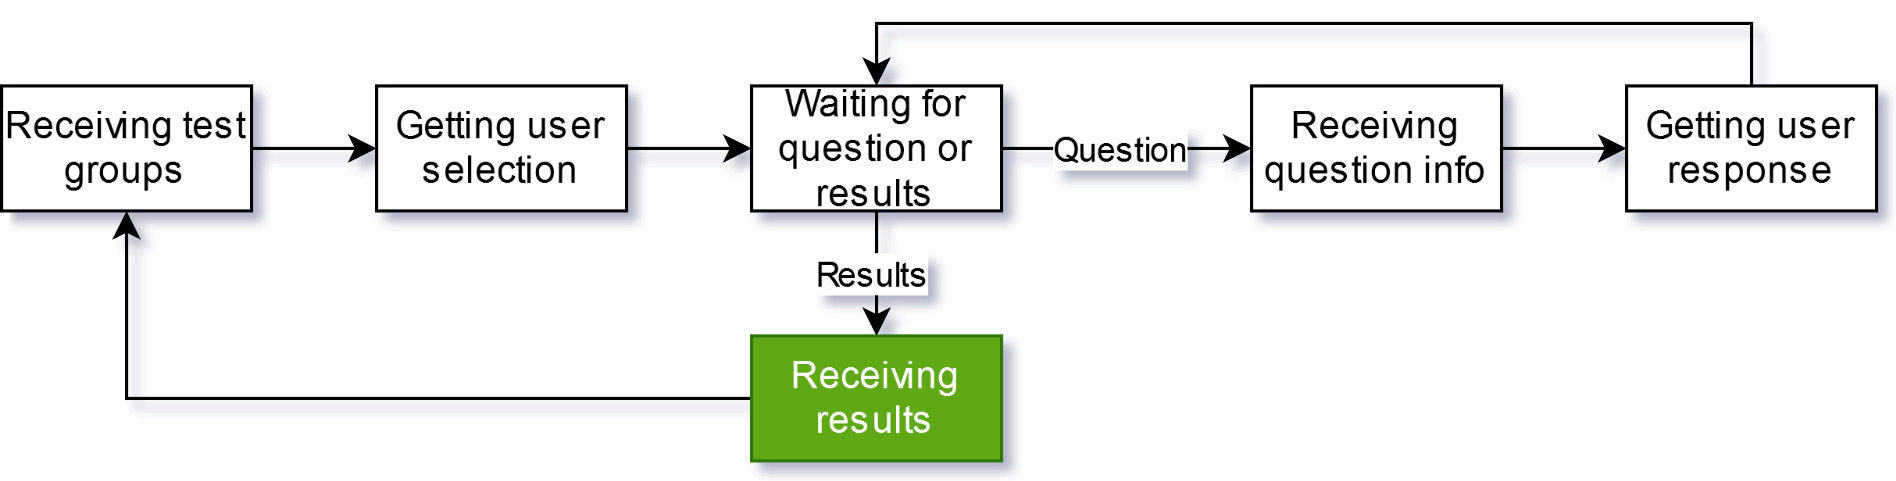 Receiving test
groups
Getting user
selection
Waiting for
question or
results
Question
Receiving
question info
Getting user
response
Results
Receiving
results